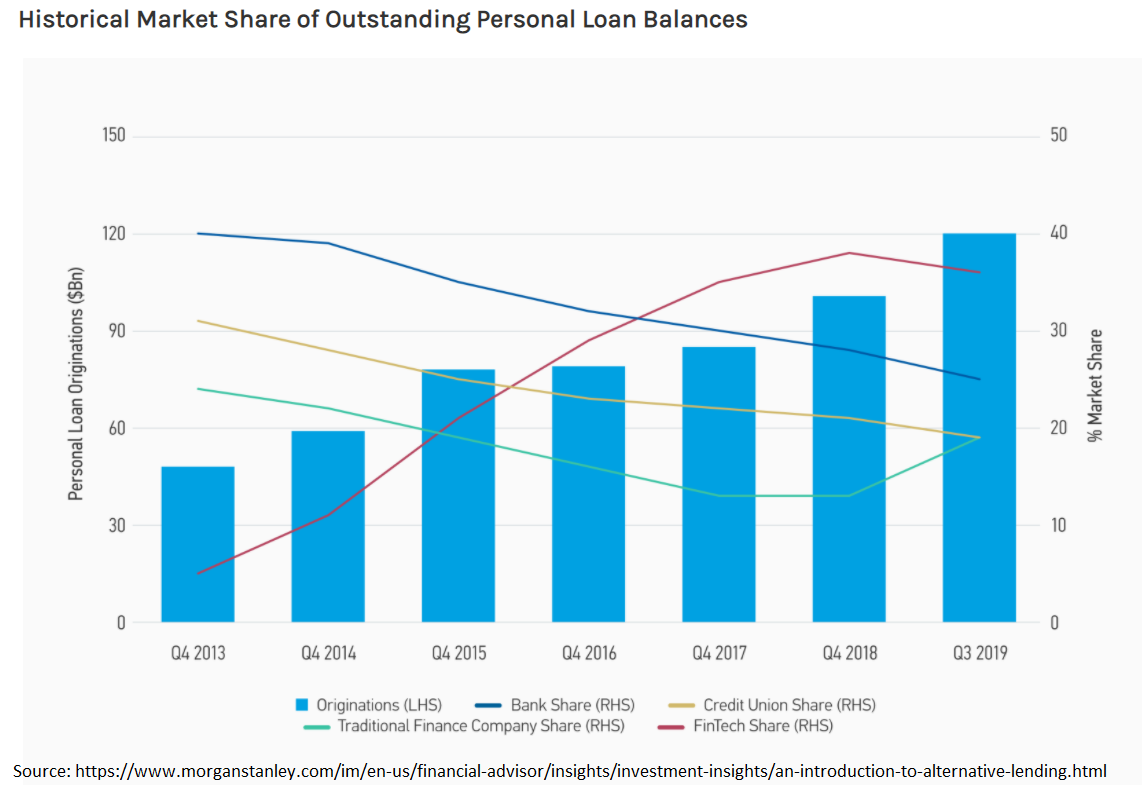 Historical Market Share of Outstanding Personal Loan Balances
150
120
90
60
30
0
Personal Loan Originations ($Bn)
50
40
30
20
10
0
% Market Share
Q4 2013 Q4 2014 Q4 2015 Q4 2016 Q4 2017 Q4 2018 Q3 2019
Originations (LHS) Bank Share (RHS) Credit Union Share (RHS)
Traditional Finance Company Share (RHS) FinTech Share (RHS)
Source: https://www.morganstanley.com/im/en-us/financial-advisor/insights/investment-insights/an-introduction-to-alternative-lending.html